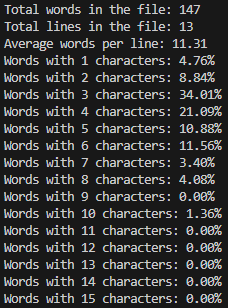 Total words in the file: 147
Total lines in the file: 13
Average words per line: 11.31
Words with 1 characters: 4.76%
Words with 2 characters: 8.84%
Words with 3 characters: 34.01%
Words with 4 characters: 21.09%
Words with 5 characters: 10.88%
Words with 6 characters: 11.56%
Words with 7 characters: 3.40%
Words with 8 characters: 4.08%
Words with 9 characters: 0.00%
Words with 10 characters: 1.36%
Words with 11 characters: 0.00%
Words with 12 characters: 0.00%
Words with 13 characters: 0.00%
Words with 14 characters: 0.00%
Words with 15 characters: 0.00%